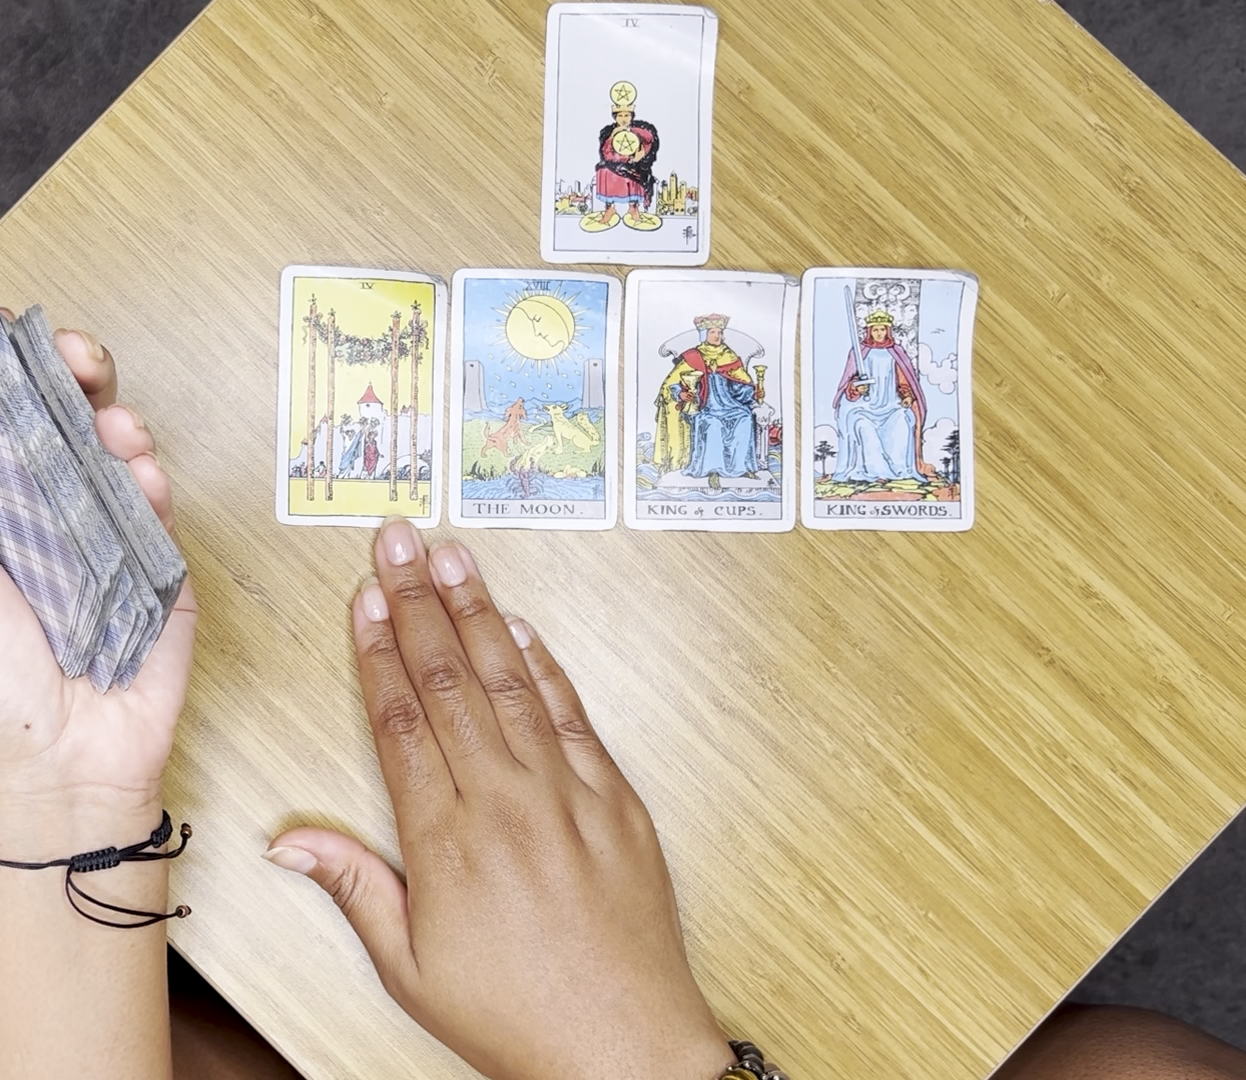 IV
IV
XVIII
THE MOON.
KING of CUPS.
KING of SWORDS.